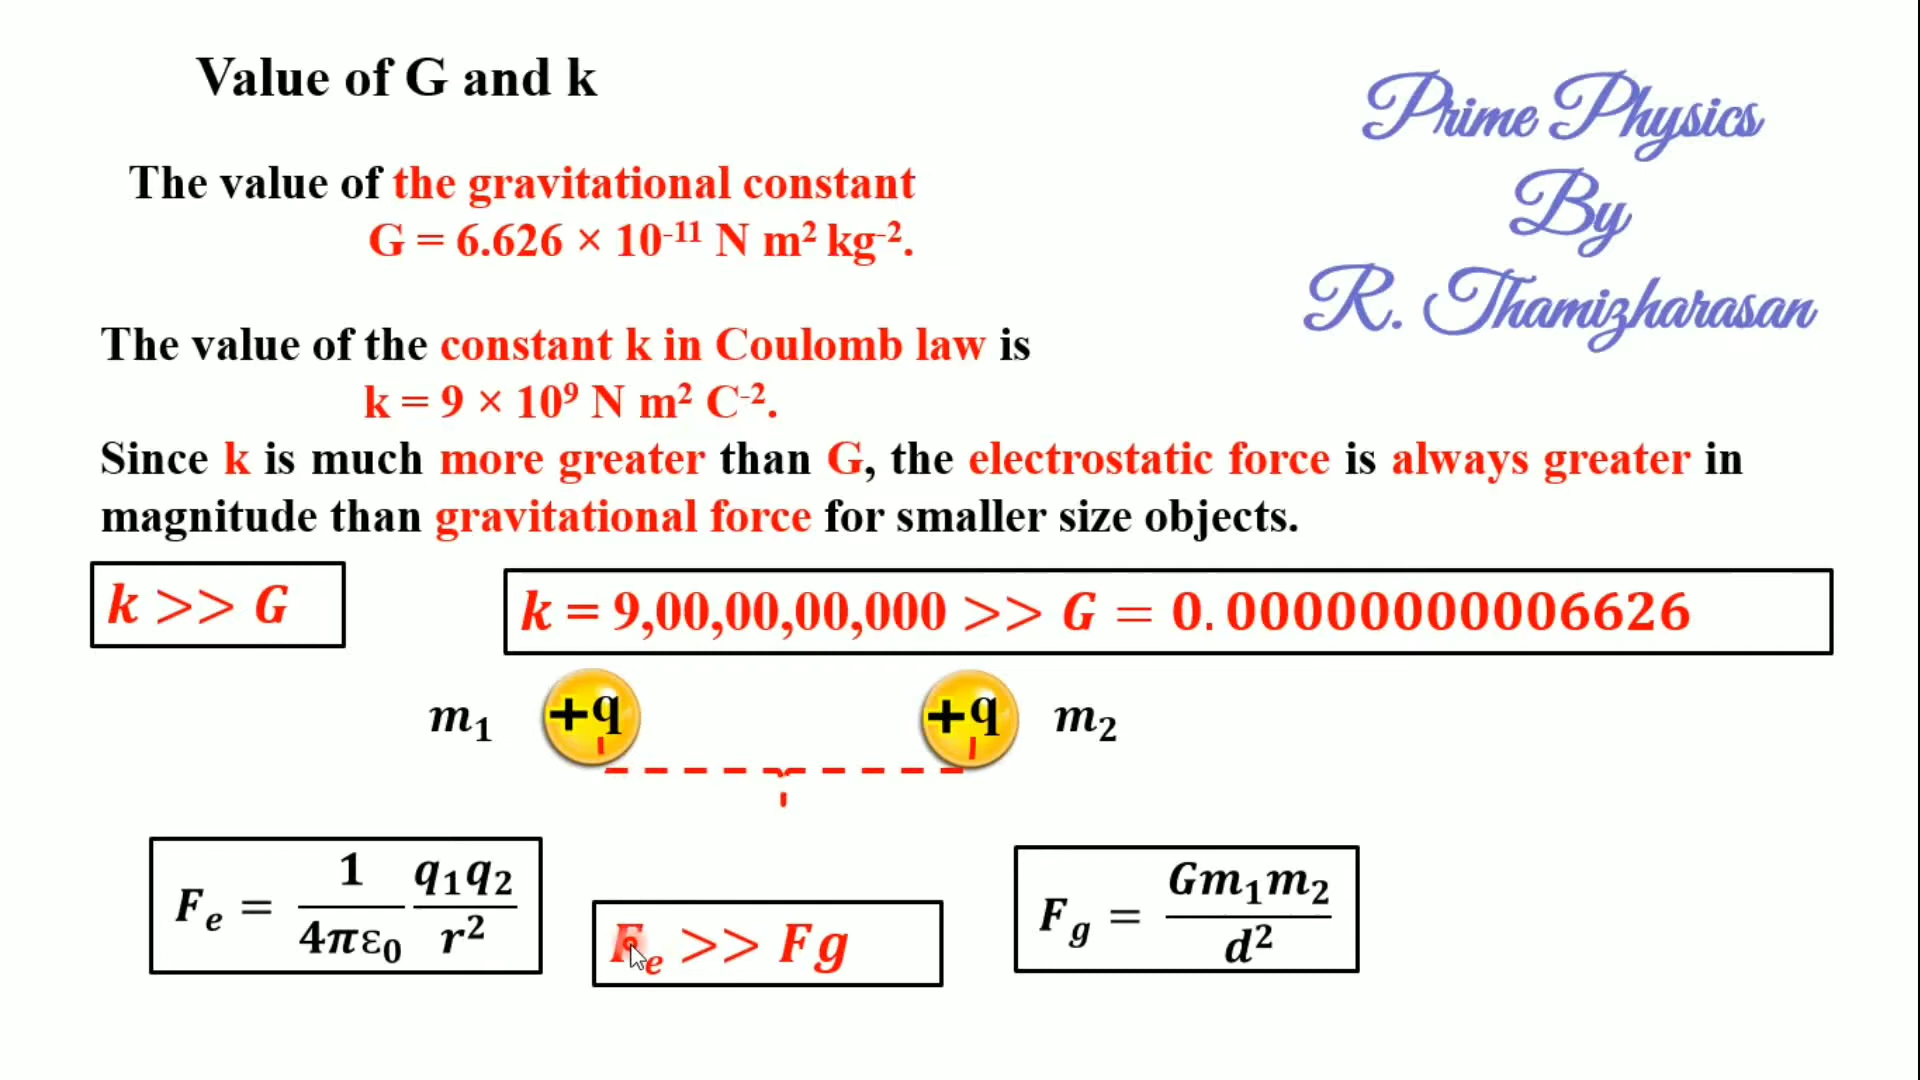 Value of G and k
Prime Physics
By
R. Thamizharasan
The value of the gravitational constant
G = 6.626 × 10⁻¹¹ N m² kg⁻².
The value of the constant k in Coulomb law is
k = 9 × 10⁹ N m² C⁻².
Since k is much more greater than G, the electrostatic force is always greater in
magnitude than gravitational force for smaller size objects.
k >> G
k = 9,00,00,00,000 >> G = 0.00000000006626
m₁ +q +q m₂
Fₑ = 1/4πε₀ q₁q₂/r²
Fₑ >> Fg
F_g = Gm₁m₂/d²